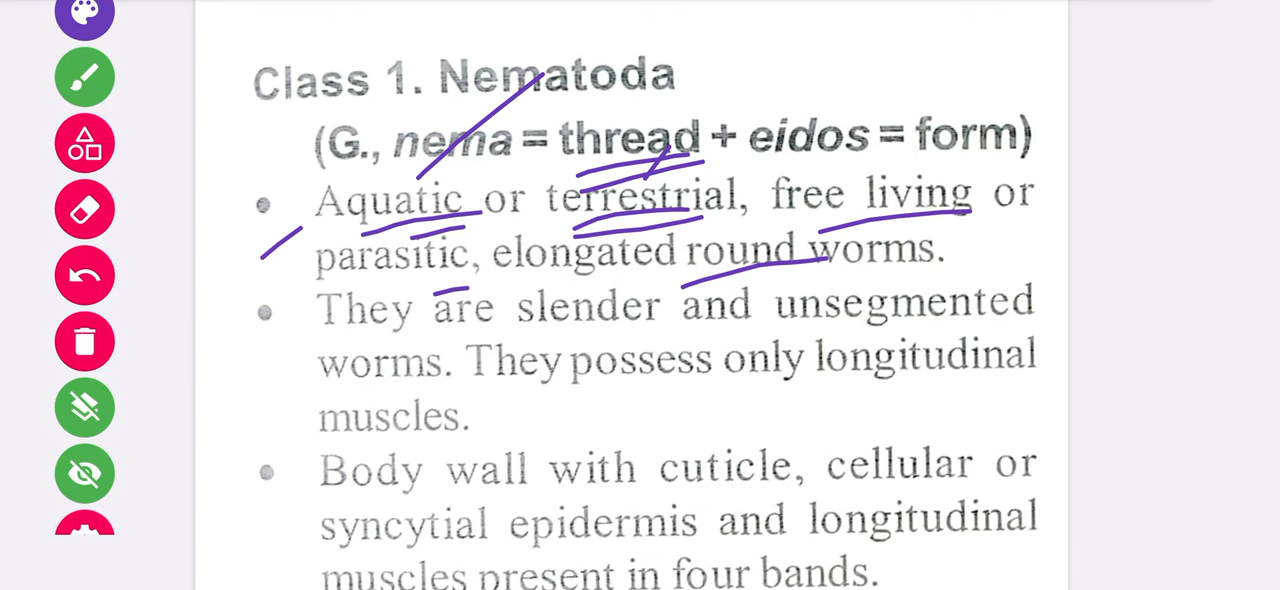 Class 1. Nematoda
(G., nema = thread + eidos = form)
• Aquatic or terrestrial, free living or
parasitic, elongated round worms.
• They are slender and unsegmented
worms. They possess only longitudinal
muscles.
• Body wall with cuticle, cellular or
syncytial epidermis and longitudinal
muscles present in four bands.